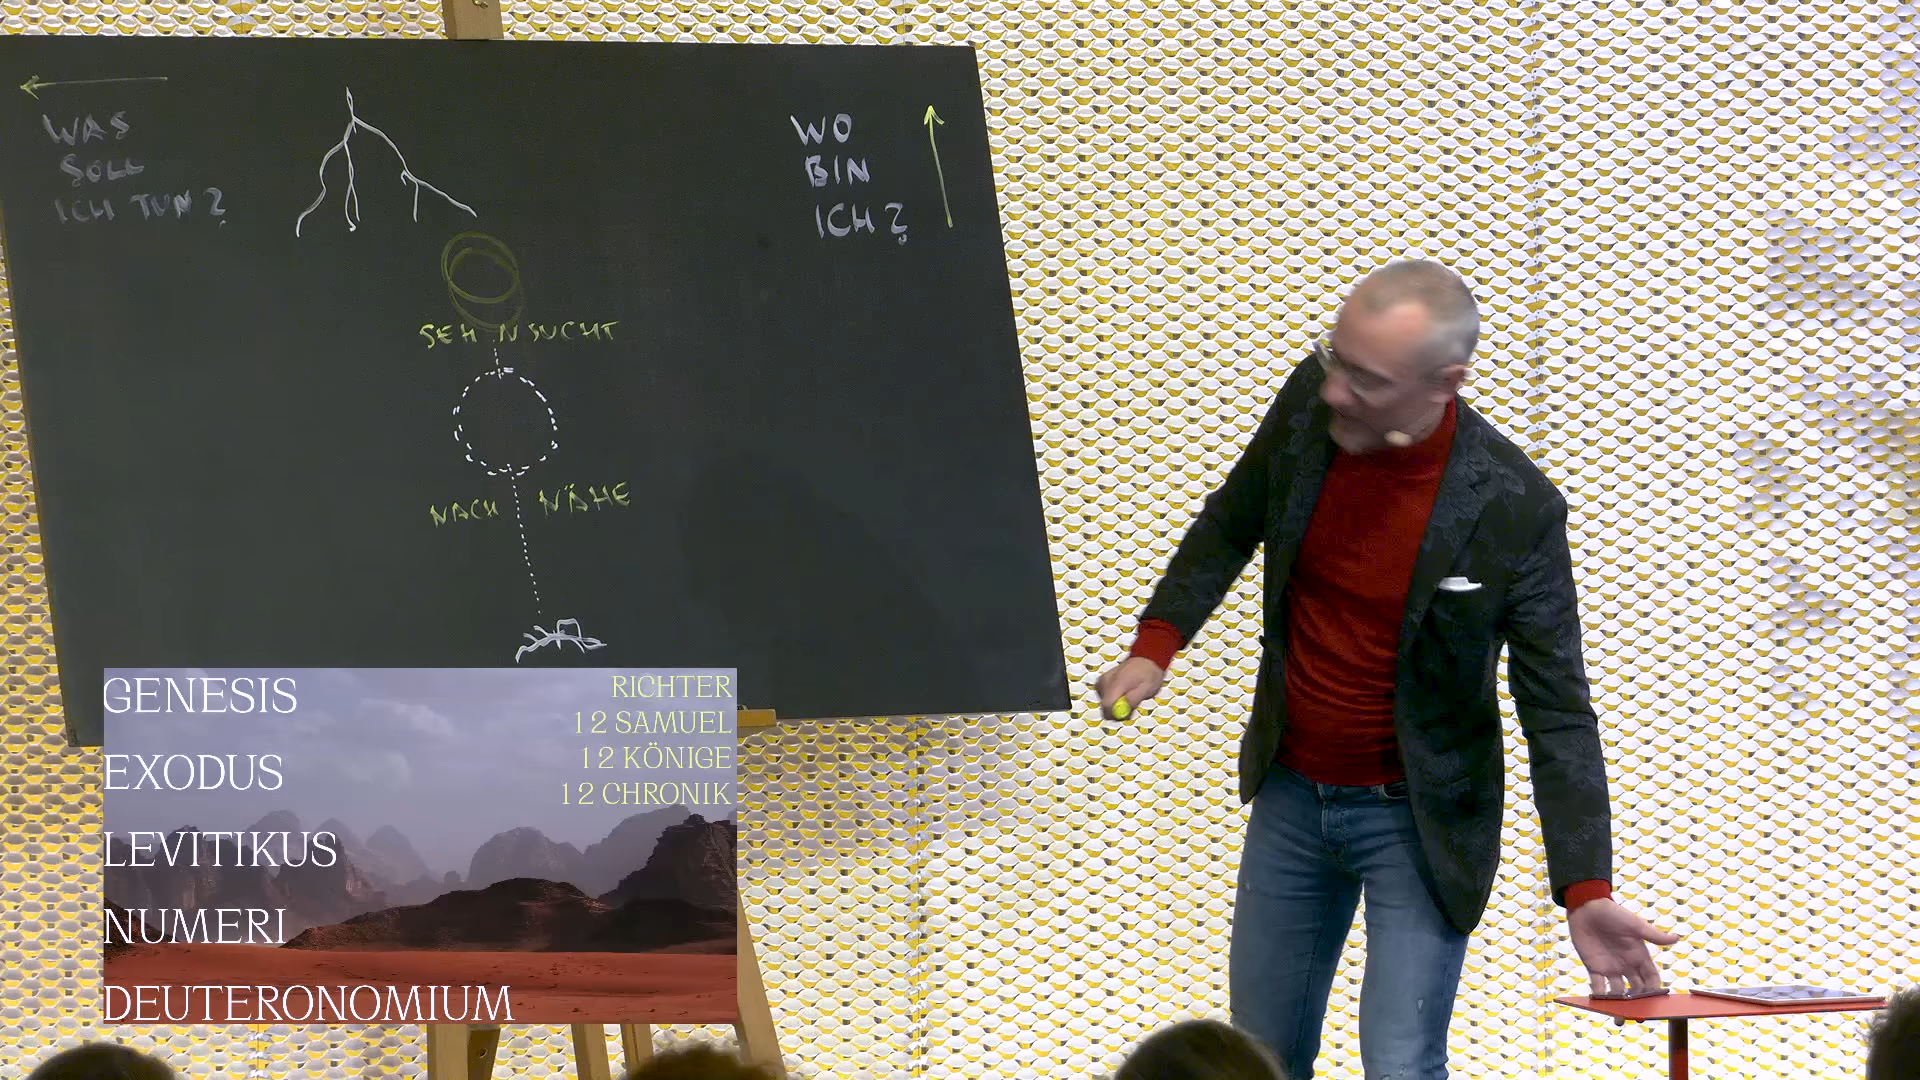 WAS
SOLL
ICH TUN?
WO
BIN
ICH?
SEHNSUCHT
NACH NÄHE
GENESIS
EXODUS
LEVITIKUS
NUMERI
DEUTERONOMIUM
RICHTER
1 2 SAMUEL
1 2 KÖNIGE
1 2 CHRONIK